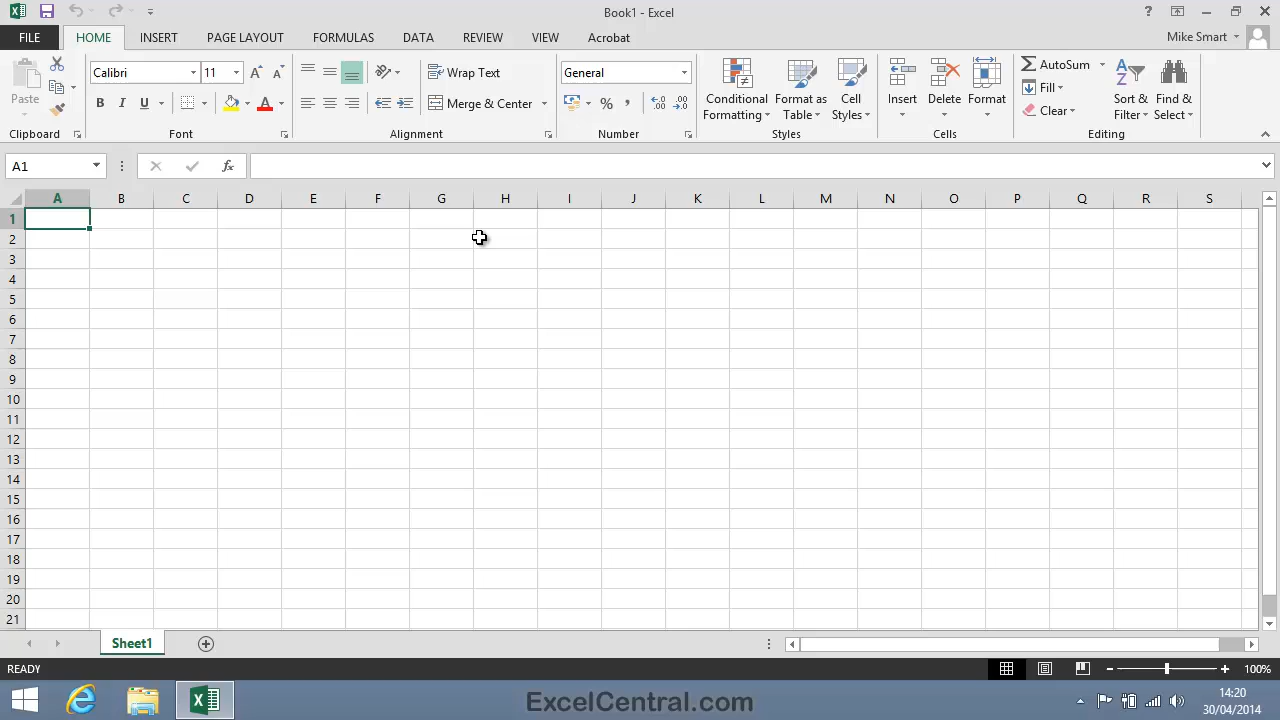 Book1 - Excel
?
FILE HOME INSERT PAGE LAYOUT FORMULAS DATA REVIEW VIEW Acrobat Mike Smart
Paste
Clipboard
Calibri 11 A A
B I U A
Font
Wrap Text
Merge & Center
Alignment
General
% ,
Number
Conditional Formatting
Format as Table
Cell Styles
Styles
Insert Delete Format
Cells
AutoSum
Fill
Clear
Sort & Filter
Find & Select
Editing
A1 fx
A B C D E F G H I J K L M N O P Q R S
1
2
3
4
5
6
7
8
9
10
11
12
13
14
15
16
17
18
19
20
21
Sheet1
READY 100%
ExcelCentral.com
14:20
30/04/2014